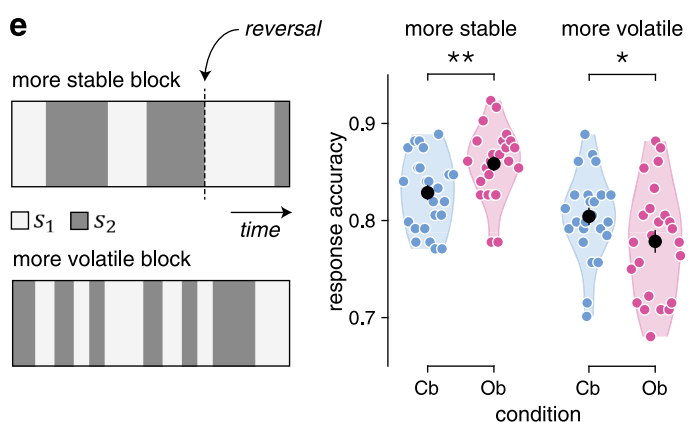 e
reversal
more stable block
s₁ s₂
time
more volatile block
more stable more volatile
** *
response accuracy
0.9
0.8
0.7
Cb Ob Cb Ob
condition